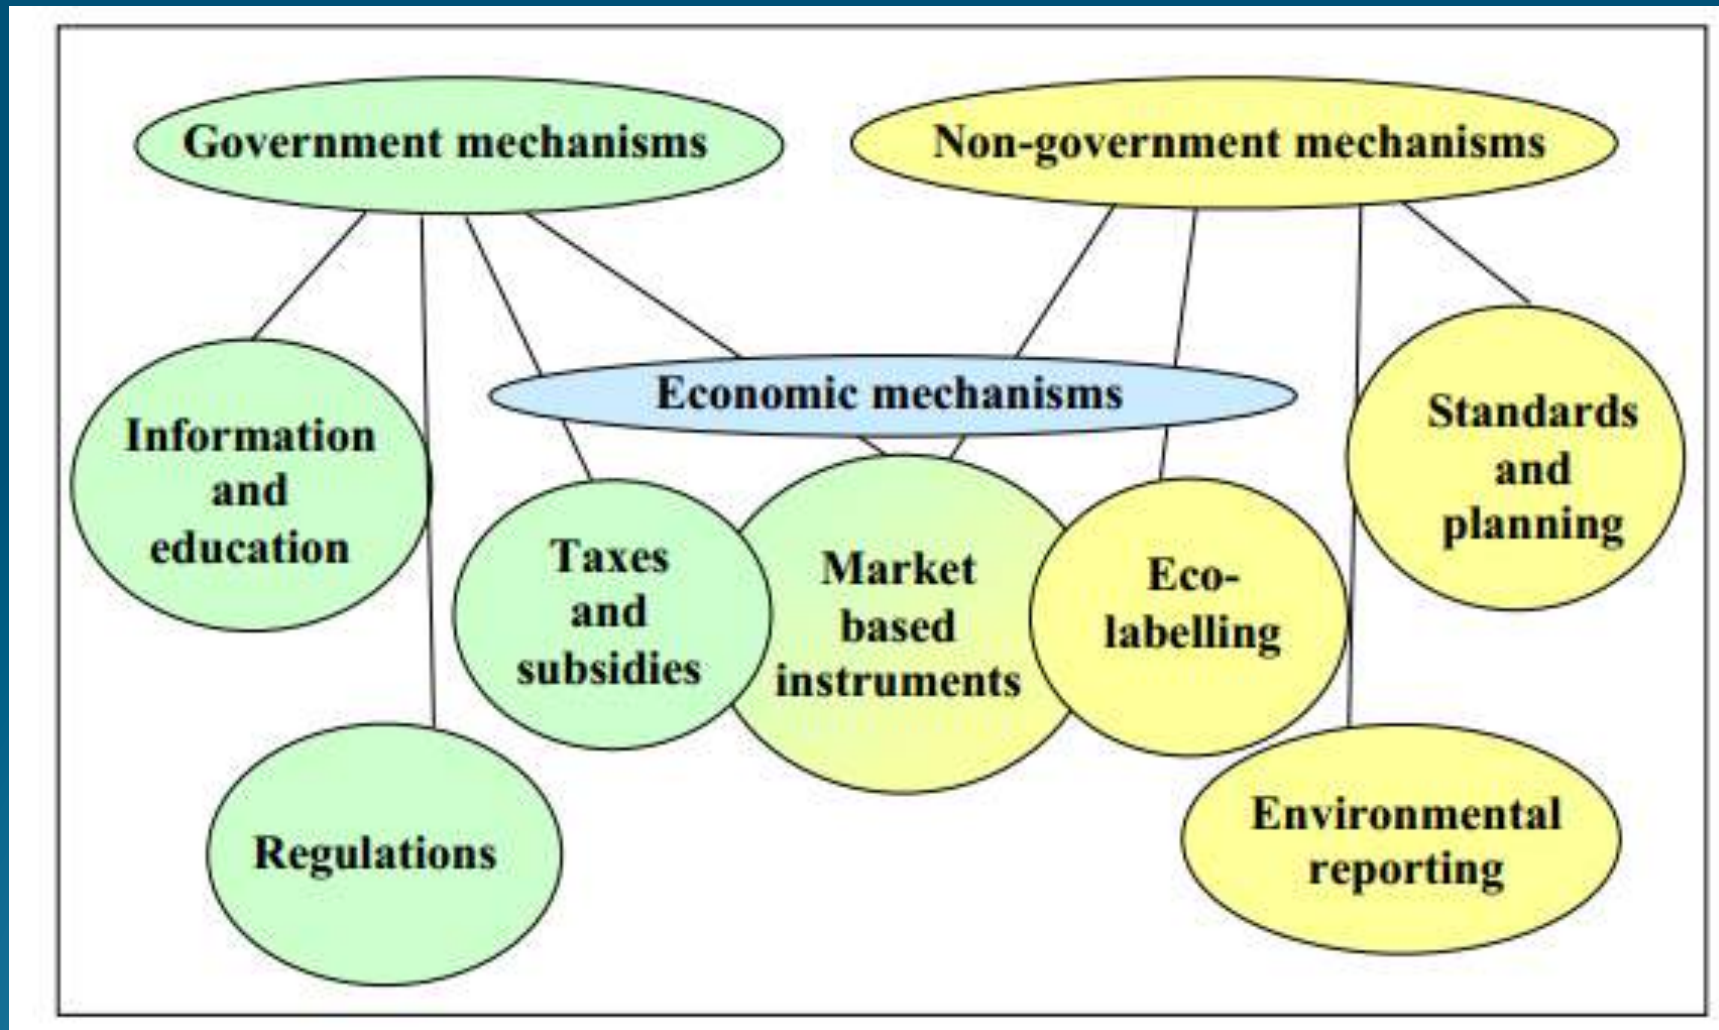 Government mechanisms
Non-government mechanisms
Economic mechanisms
Information
and
education
Taxes
and
subsidies
Market
based
instruments
Eco-
labelling
Standards
and
planning
Regulations
Environmental
reporting